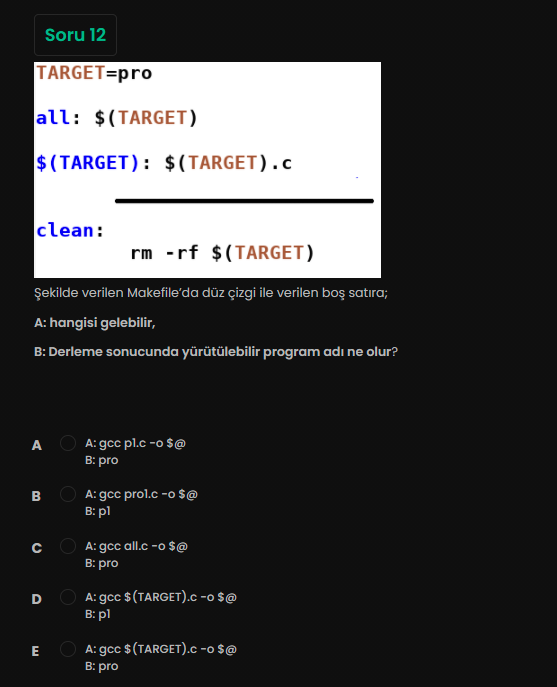 Soru 12
TARGET=pro
all: $(TARGET)
$(TARGET): $(TARGET).c
clean:
rm -rf $(TARGET)
Şekilde verilen Makefile’da düz çizgi ile verilen boş satıra;
A: hangisi gelebilir,
B: Derleme sonucunda yürütülebilir program adı ne olur?
A A: gcc p1.c -o $@
B: pro
B A: gcc pro1.c -o $@
B: p1
C A: gcc all.c -o $@
B: pro
D A: gcc $(TARGET).c -o $@
B: p1
E A: gcc $(TARGET).c -o $@
B: pro